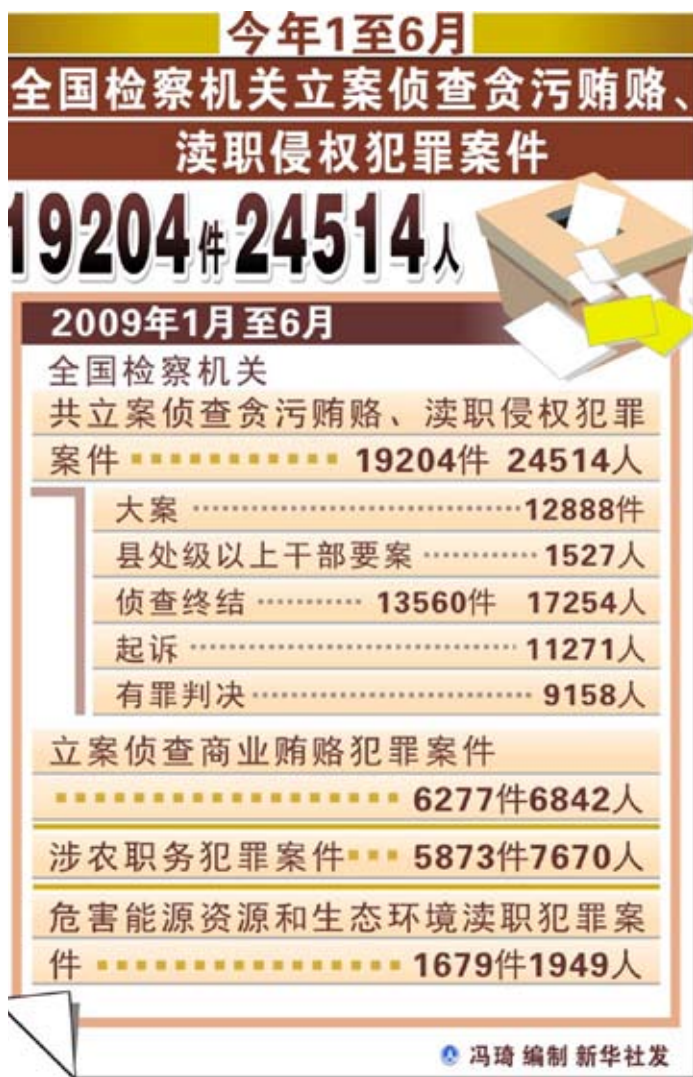 今年1至6月
全国检察机关立案侦查贪污贿赂、
渎职侵权犯罪案件
19204件24514人
2009年1月至6月
全国检察机关
共立案侦查贪污贿赂、渎职侵权犯罪
案件 19204件 24514人
大案 12888件
县处级以上干部要案 1527人
侦查终结 13560件 17254人
起诉 11271人
有罪判决 9158人
立案侦查商业贿赂犯罪案件
6277件6842人
涉农职务犯罪案件 5873件7670人
危害能源资源和生态环境渎职犯罪案
件 1679件1949人
冯琦 编制 新华社发